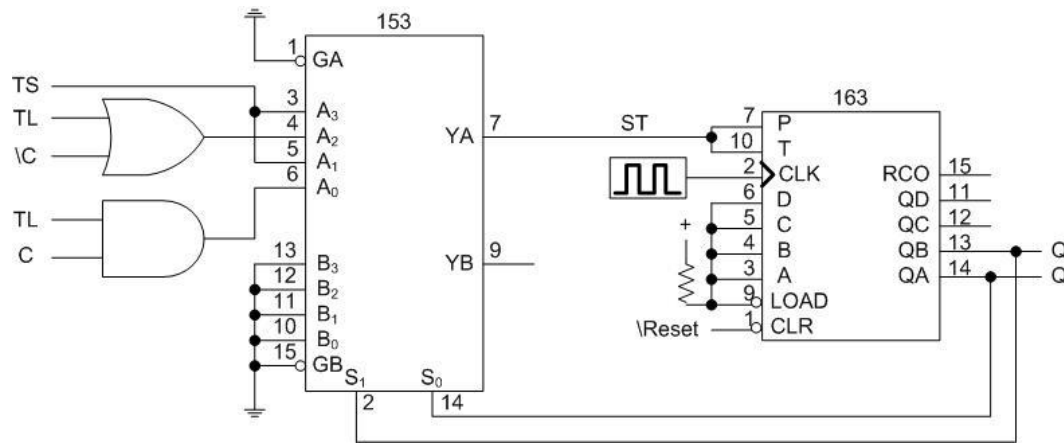 153
1 GA
TS
TL
\C
TL
C
3 A3
4 A2
5 A1
6 A0
13 B3
12 B2
11 B1
10 B0
15 GB
YA 7
YB 9
S1 S0
2 14
ST
163
7 P
10 T
2 CLK
6 D
5 C
4 B
3 A
9 LOAD
1 CLR
+
\Reset
RCO 15
QD 11
QC 12
QB 13 Q
QA 14 Q